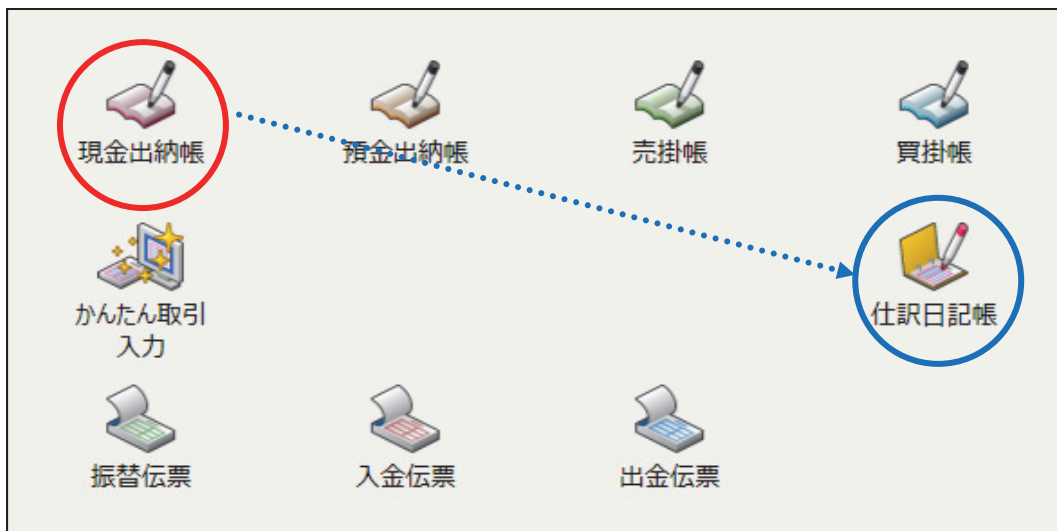 現金出納帳
預金出納帳
売掛帳
買掛帳
かんたん取引
入力
仕訳日記帳
振替伝票
入金伝票
出金伝票